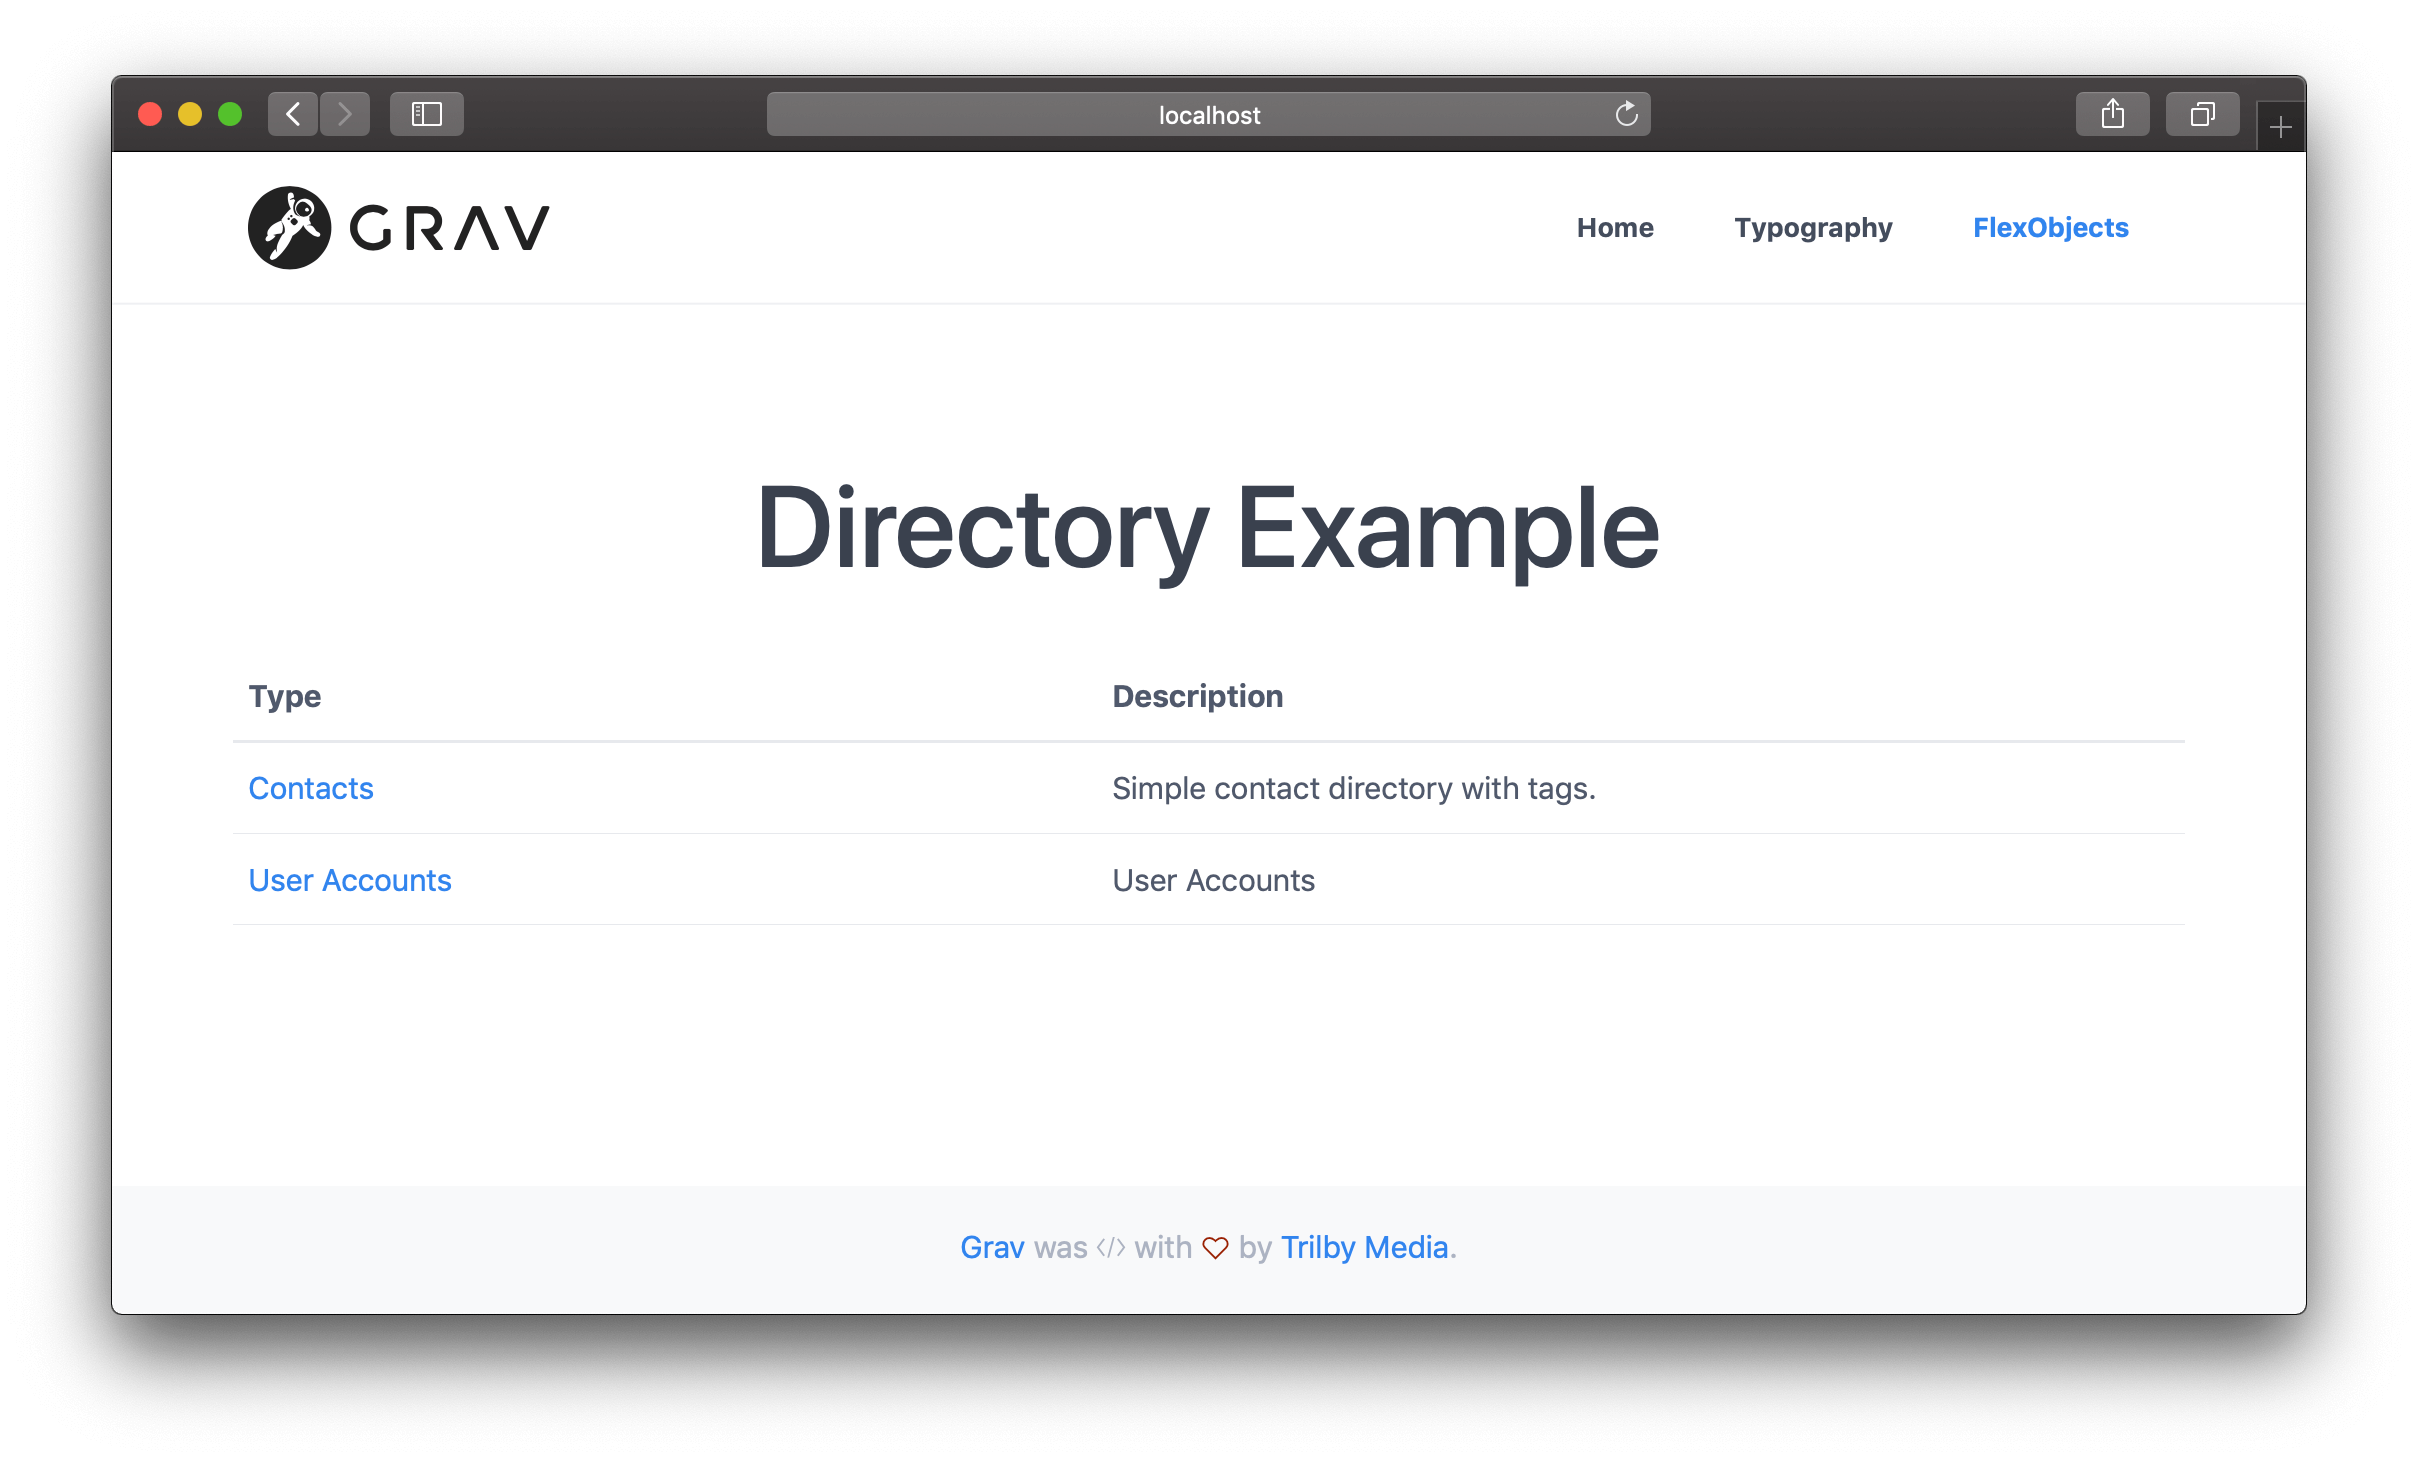 localhost
GRAV
Home Typography FlexObjects
Directory Example
Type Description
Contacts Simple contact directory with tags.
User Accounts User Accounts
Grav was </> with ♡ by Trilby Media.